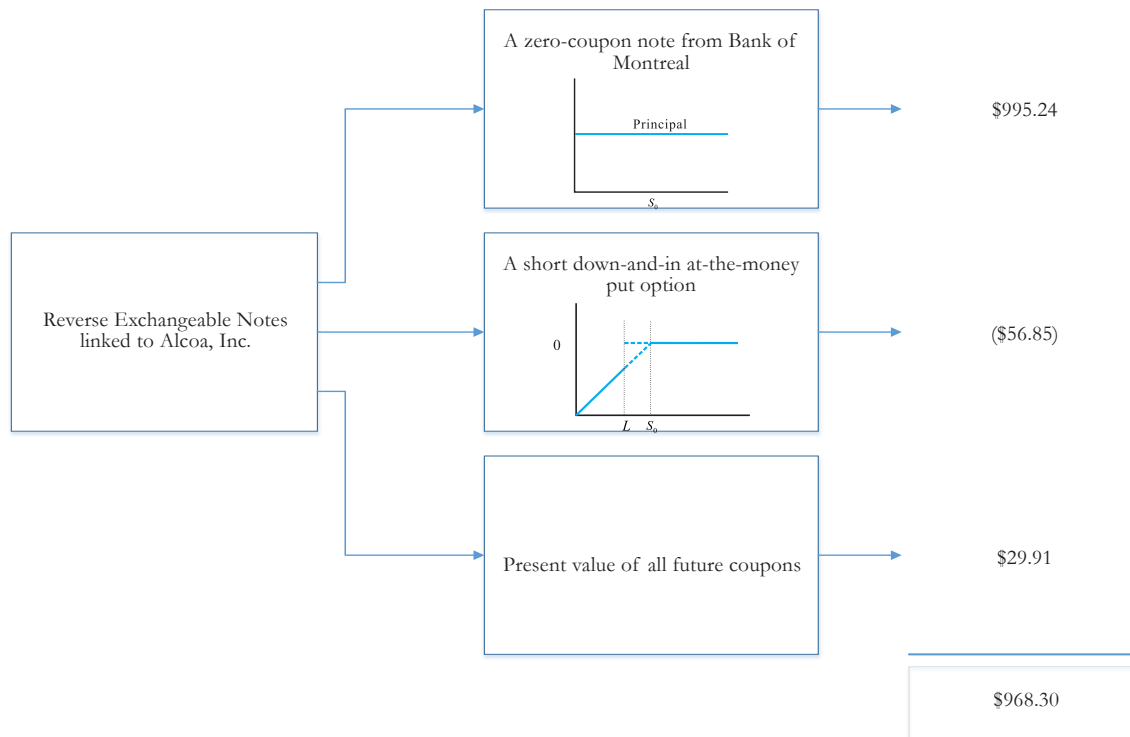 A zero-coupon note from Bank of
Montreal
Principal
S₀
$995.24
Reverse Exchangeable Notes
linked to Alcoa, Inc.
A short down-and-in at-the-money
put option
0
L S₀
($56.85)
Present value of all future coupons
$29.91
$968.30